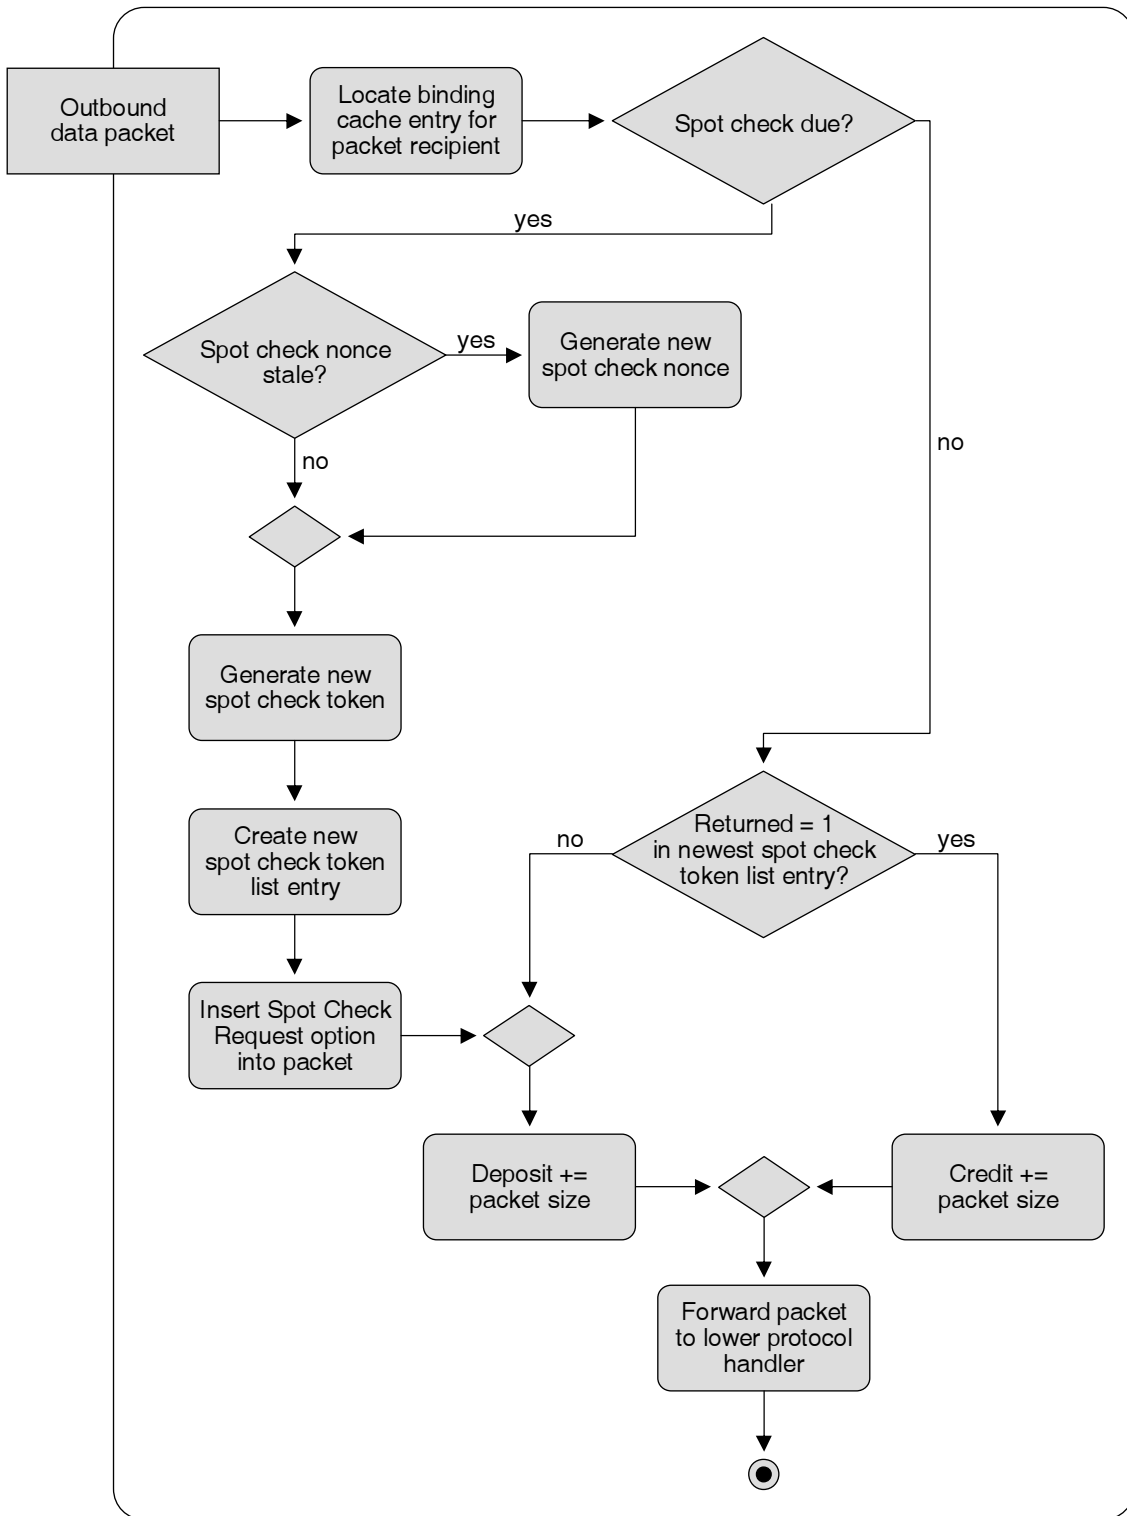 Outbound
data packet
Locate binding
cache entry for
packet recipient
Spot check due?
yes
no
Spot check nonce
stale?
yes
Generate new
spot check nonce
no
Generate new
spot check token
Create new
spot check token
list entry
Returned = 1
in newest spot check
token list entry?
no
yes
Insert Spot Check
Request option
into packet
Deposit +=
packet size
Credit +=
packet size
Forward packet
to lower protocol
handler